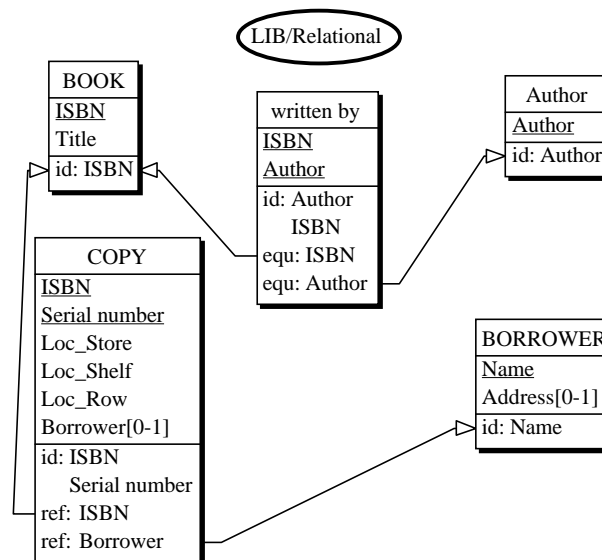 LIB/Relational
BOOK
ISBN
Title
id: ISBN
written by
ISBN
Author
id: Author
ISBN
equ: ISBN
equ: Author
Author
Author
id: Author
COPY
ISBN
Serial number
Loc_Store
Loc_Shelf
Loc_Row
Borrower[0-1]
id: ISBN
Serial number
ref: ISBN
ref: Borrower
BORROWER
Name
Address[0-1]
id: Name